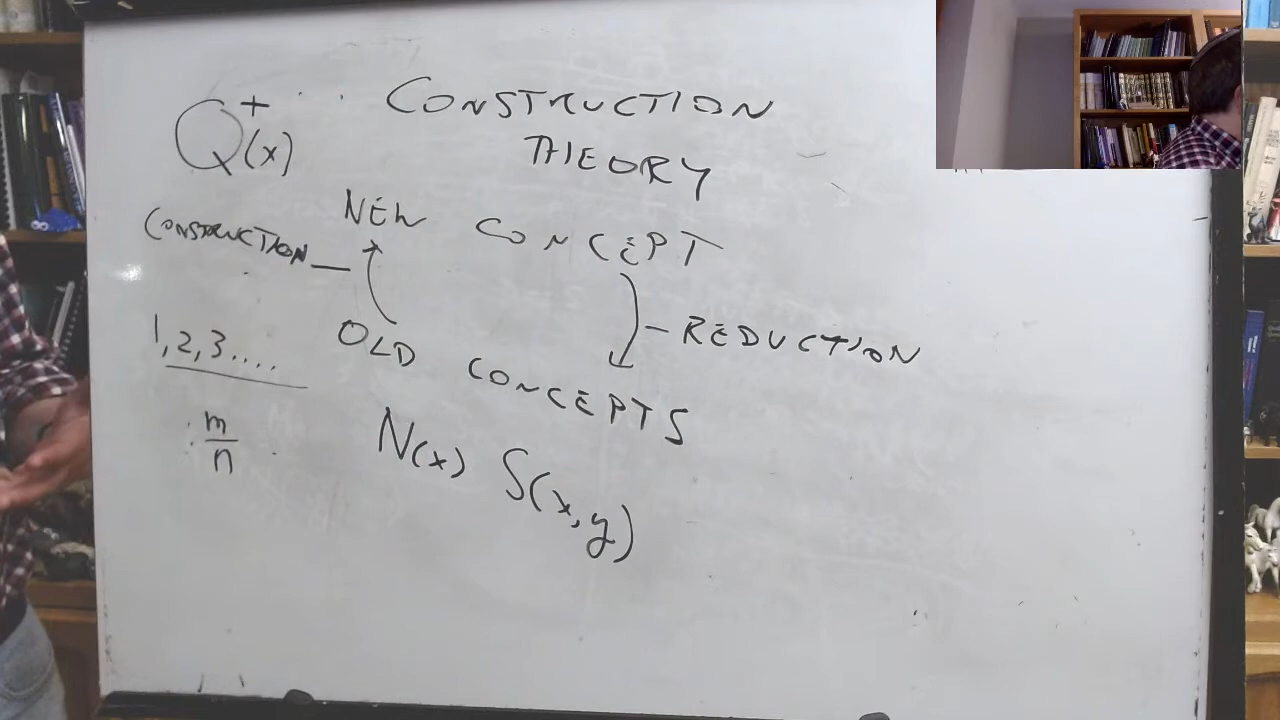 Q⁺(x)
CONSTRUCTION
THEORY
NEW CONCEPT
CONSTRUCTION —
— REDUCTION
OLD CONCEPTS
1,2,3....
m/n
N(x) S(x,y)